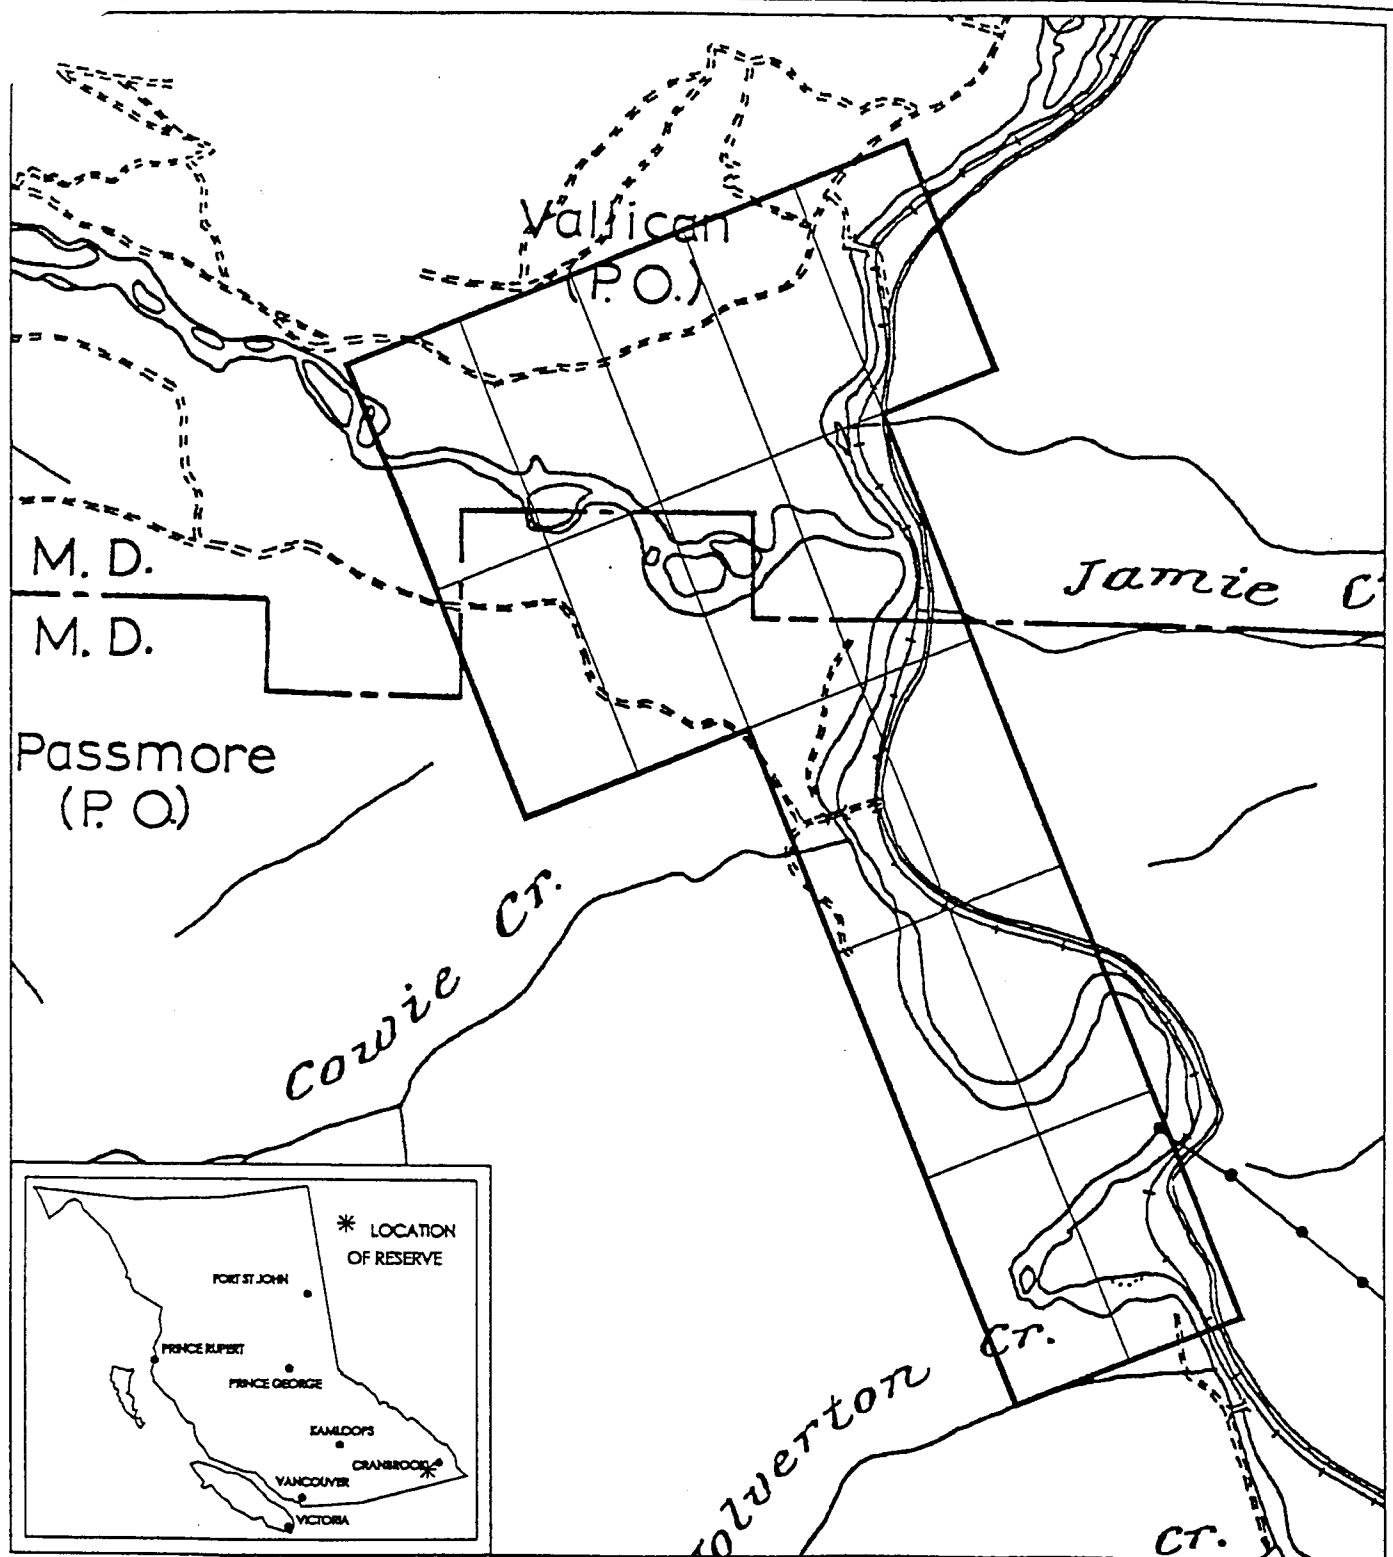 Vallican
(P.O.)
M. D.
M. D.
Jamie C
Passmore
(P. O.)
Cowie Cr.
✳ LOCATION
OF RESERVE
FORT ST JOHN
PRINCE RUPERT
PRINCE GEORGE
KAMLOOPS
CRANBROOK
VANCOUVER
VICTORIA
olverton Cr.
Cr.